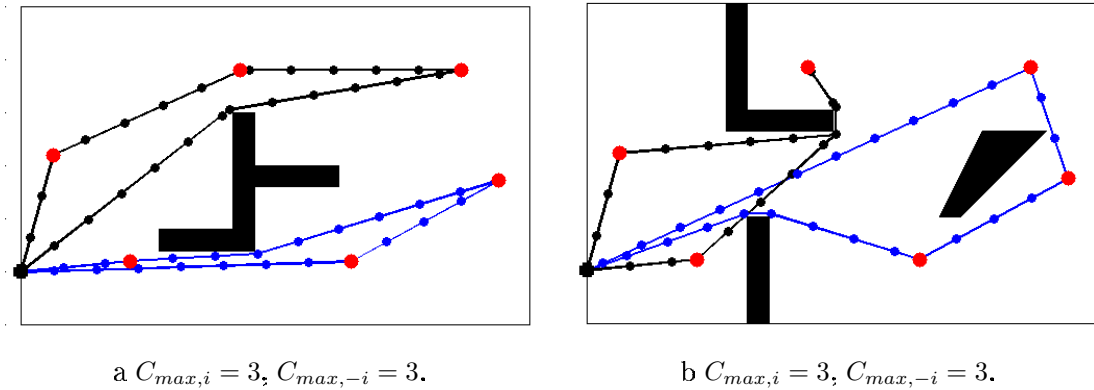 a C_{max,i} = 3, C_{max,-i} = 3.
b C_{max,i} = 3, C_{max,-i} = 3.